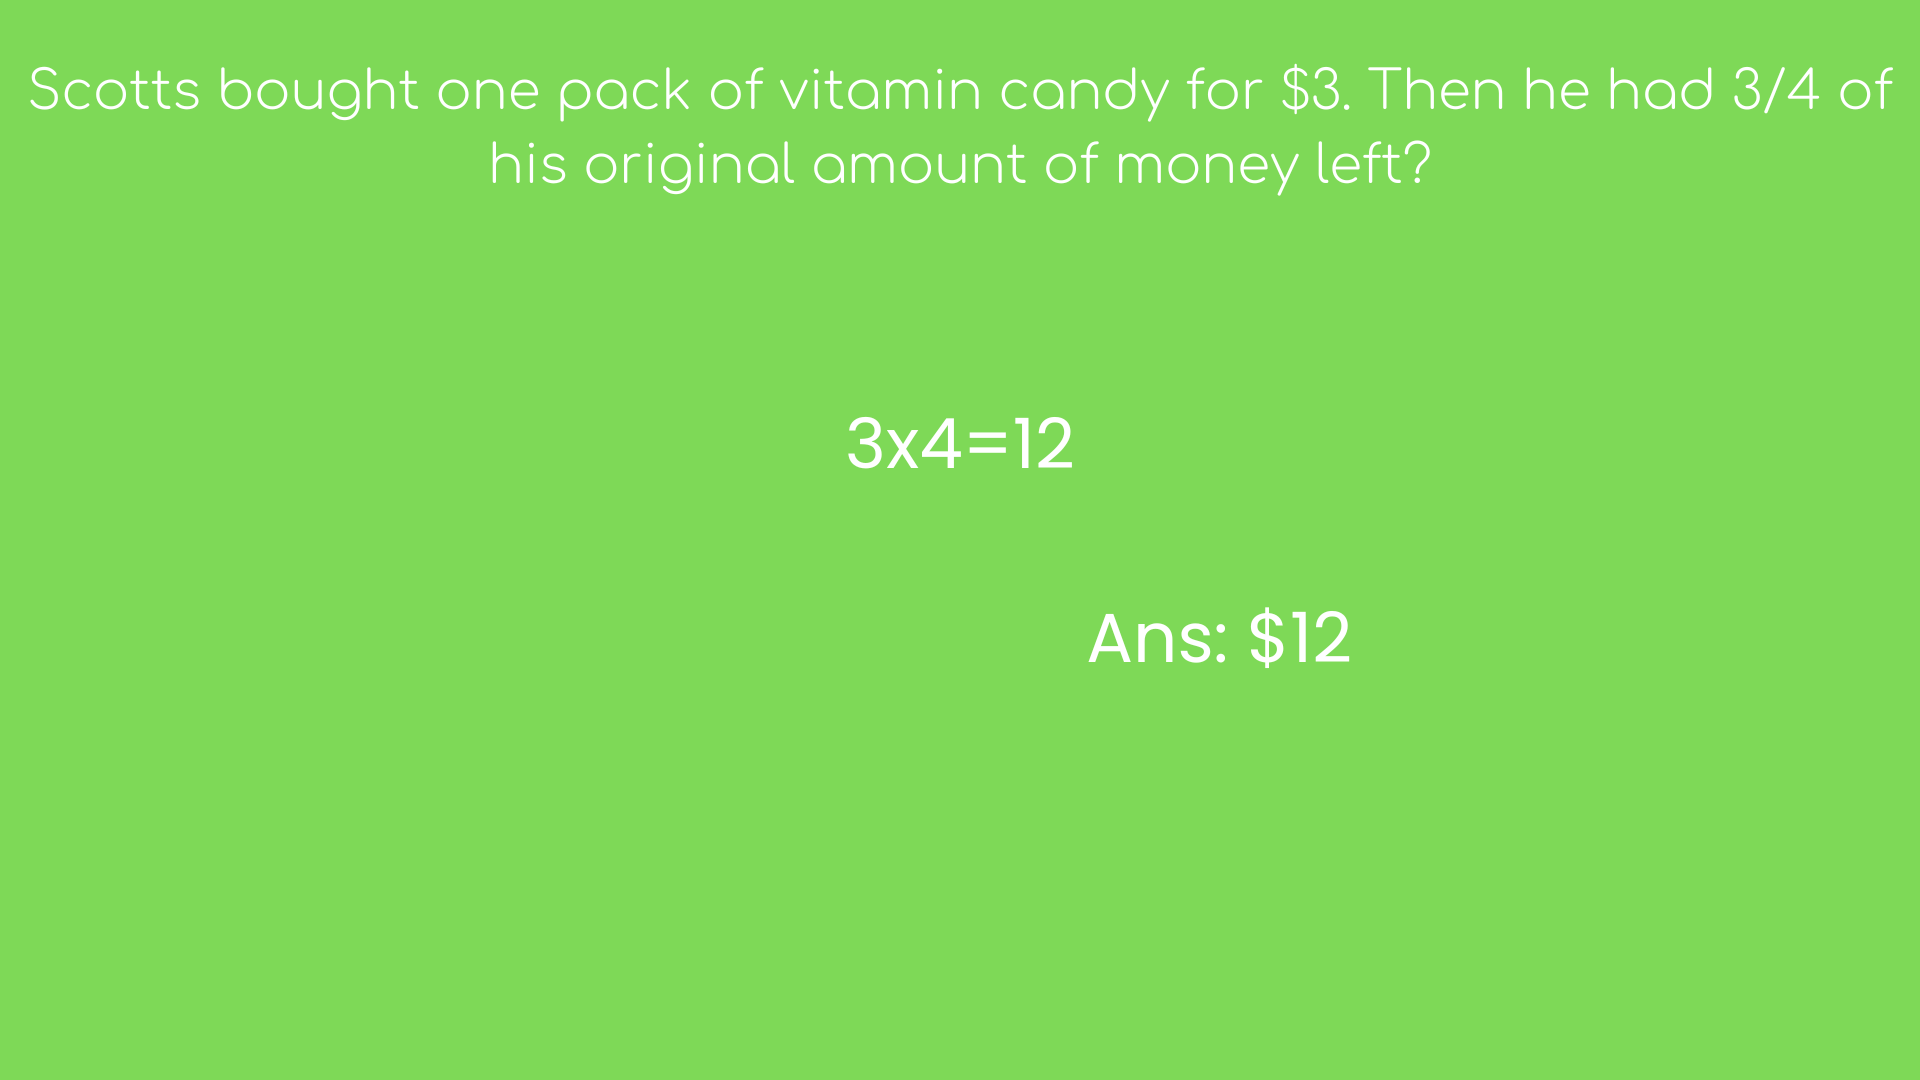 Scotts bought one pack of vitamin candy for $3. Then he had 3/4 of
his original amount of money left?
3x4=12
Ans: $12